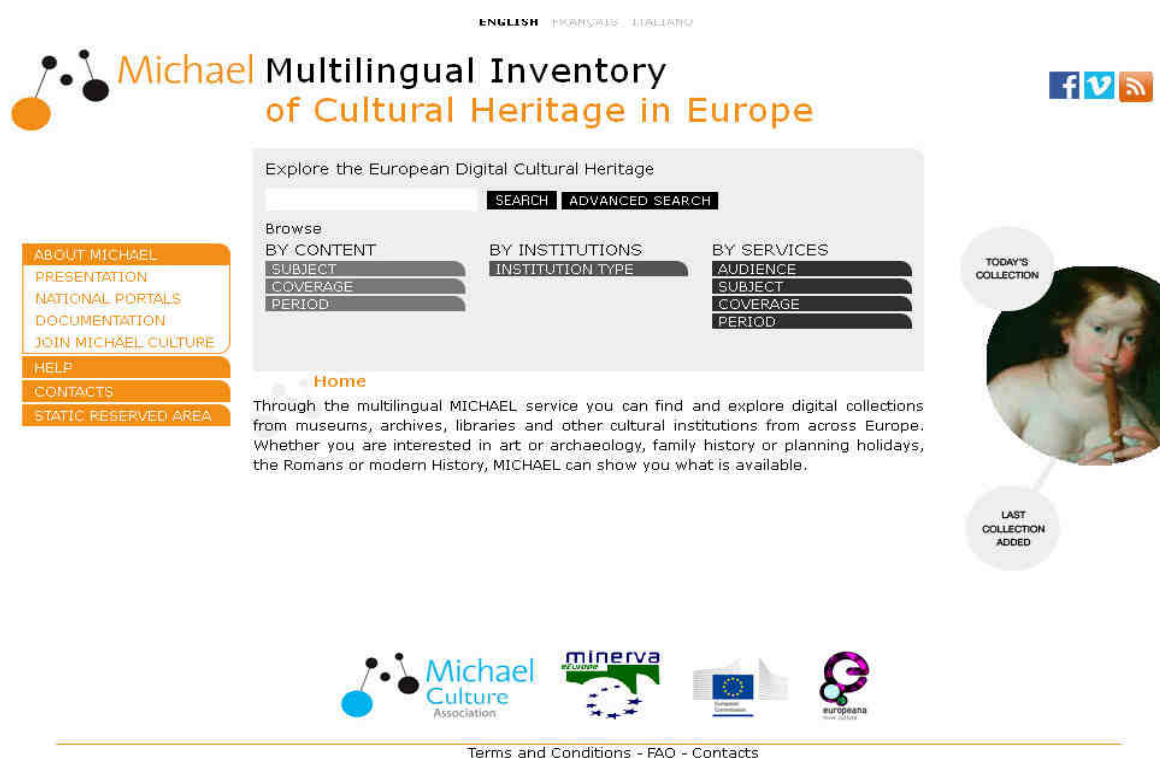 ENGLISH FRANÇAIS ITALIANO
Michael Multilingual Inventory
of Cultural Heritage in Europe
Explore the European Digital Cultural Heritage
SEARCH ADVANCED SEARCH
Browse
BY CONTENT
SUBJECT
COVERAGE
PERIOD
BY INSTITUTIONS
INSTITUTION TYPE
BY SERVICES
AUDIENCE
SUBJECT
COVERAGE
PERIOD
ABOUT MICHAEL
PRESENTATION
NATIONAL PORTALS
DOCUMENTATION
JOIN MICHAEL CULTURE
HELP
CONTACTS
STATIC RESERVED AREA
TODAY'S
COLLECTION
LAST
COLLECTION
ADDED
Home
Through the multilingual MICHAEL service you can find and explore digital collections
from museums, archives, libraries and other cultural institutions from across Europe.
Whether you are interested in art or archaeology, family history or planning holidays,
the Romans or modern History, MICHAEL can show you what is available.
Michael
Culture
Association
minerva
eEurope
European
Commission
europeana
Terms and Conditions - FAQ - Contacts